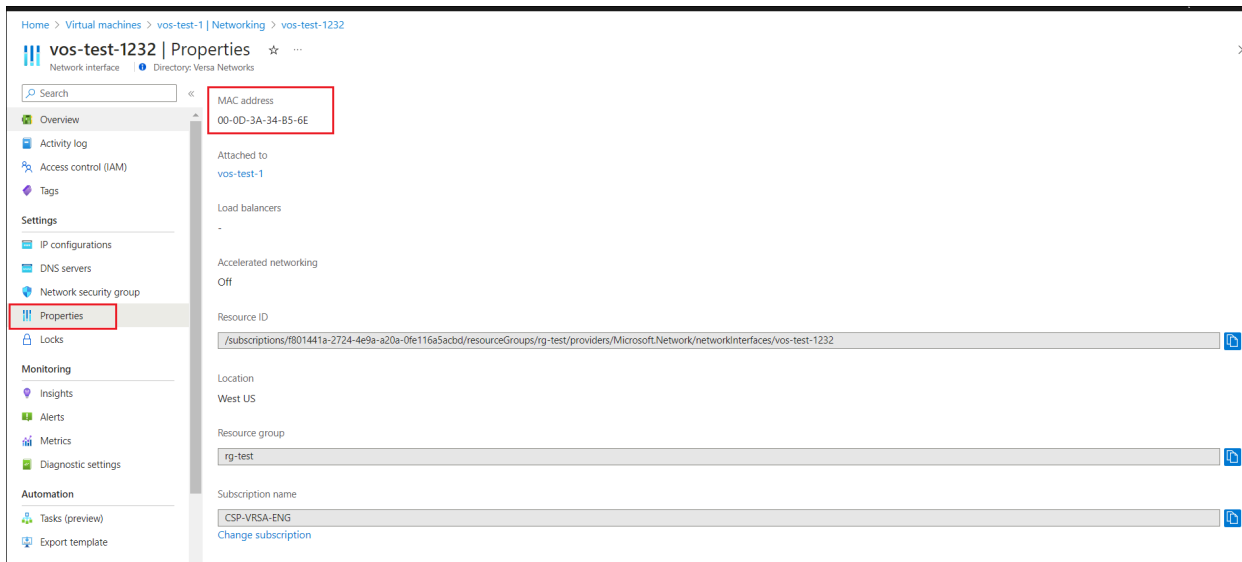 Home > Virtual machines > vos-test-1 | Networking > vos-test-1232
vos-test-1232 | Properties
Network interface
Directory: Versa Networks
Search
Overview
Activity log
Access control (IAM)
Tags
Settings
IP configurations
DNS servers
Network security group
Properties
Locks
Monitoring
Insights
Alerts
Metrics
Diagnostic settings
Automation
Tasks (preview)
Export template
MAC address
00-0D-3A-34-B5-6E
Attached to
vos-test-1
Load balancers
-
Accelerated networking
Off
Resource ID
/subscriptions/f801441a-2724-4e9a-a20a-0fe116a5acbd/resourceGroups/rg-test/providers/Microsoft.Network/networkInterfaces/vos-test-1232
Location
West US
Resource group
rg-test
Subscription name
CSP-VRSA-ENG
Change subscription